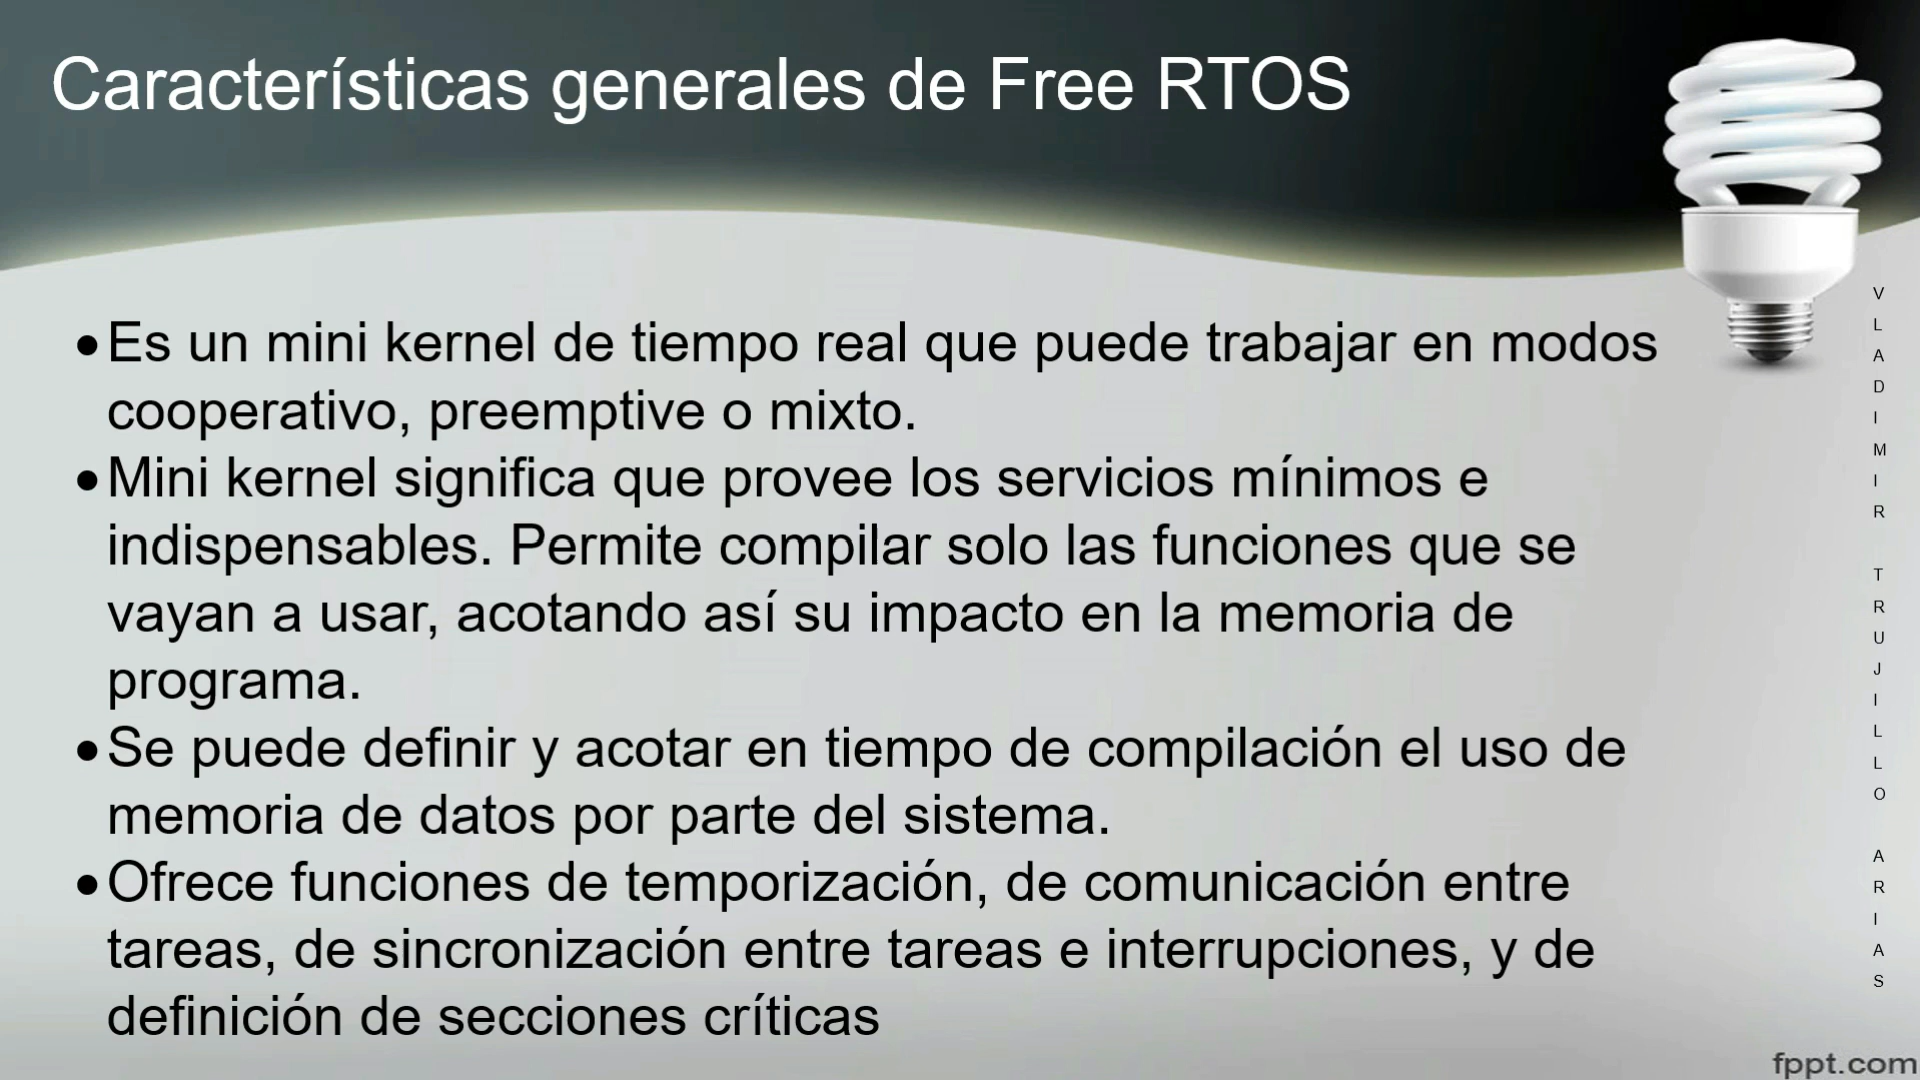 Características generales de Free RTOS
•Es un mini kernel de tiempo real que puede trabajar en modos
cooperativo, preemptive o mixto.
•Mini kernel significa que provee los servicios mínimos e
indispensables. Permite compilar solo las funciones que se
vayan a usar, acotando así su impacto en la memoria de
programa.
•Se puede definir y acotar en tiempo de compilación el uso de
memoria de datos por parte del sistema.
•Ofrece funciones de temporización, de comunicación entre
tareas, de sincronización entre tareas e interrupciones, y de
definición de secciones críticas
VLADIMIR TRUJILLO ARIAS
fppt.com